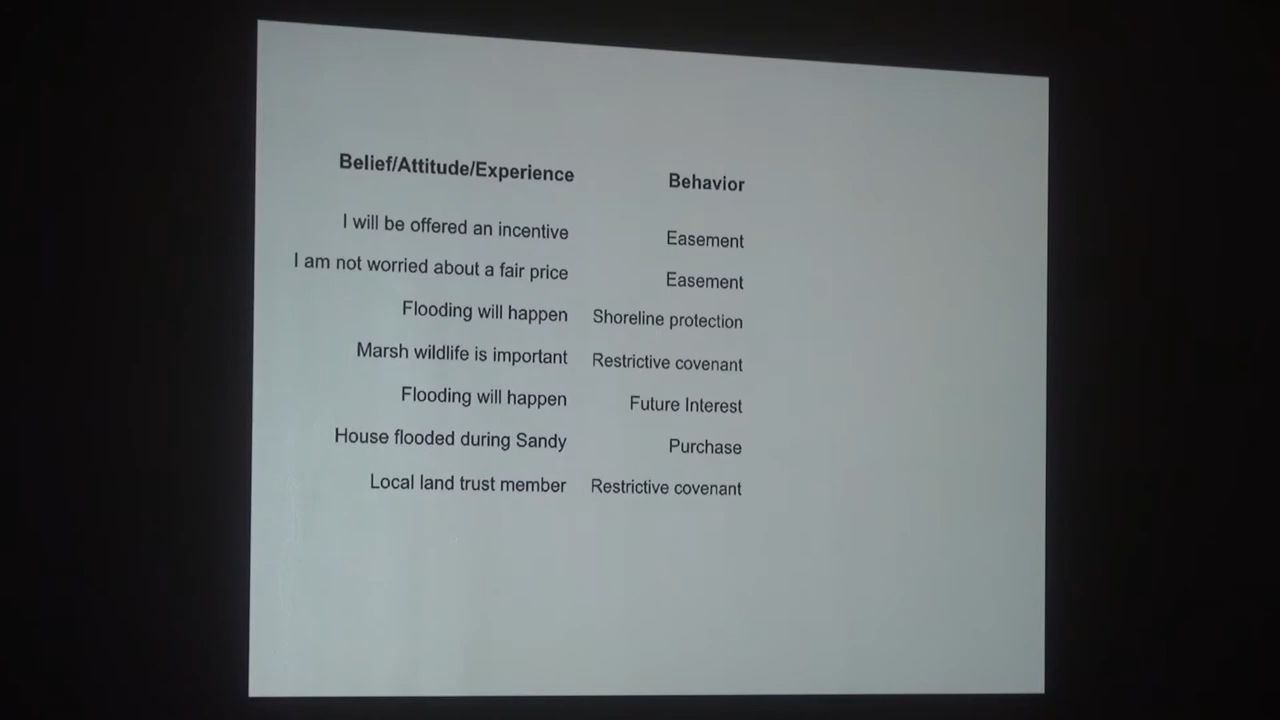 Belief/Attitude/Experience Behavior
I will be offered an incentive Easement
I am not worried about a fair price Easement
Flooding will happen Shoreline protection
Marsh wildlife is important Restrictive covenant
Flooding will happen Future Interest
House flooded during Sandy Purchase
Local land trust member Restrictive covenant